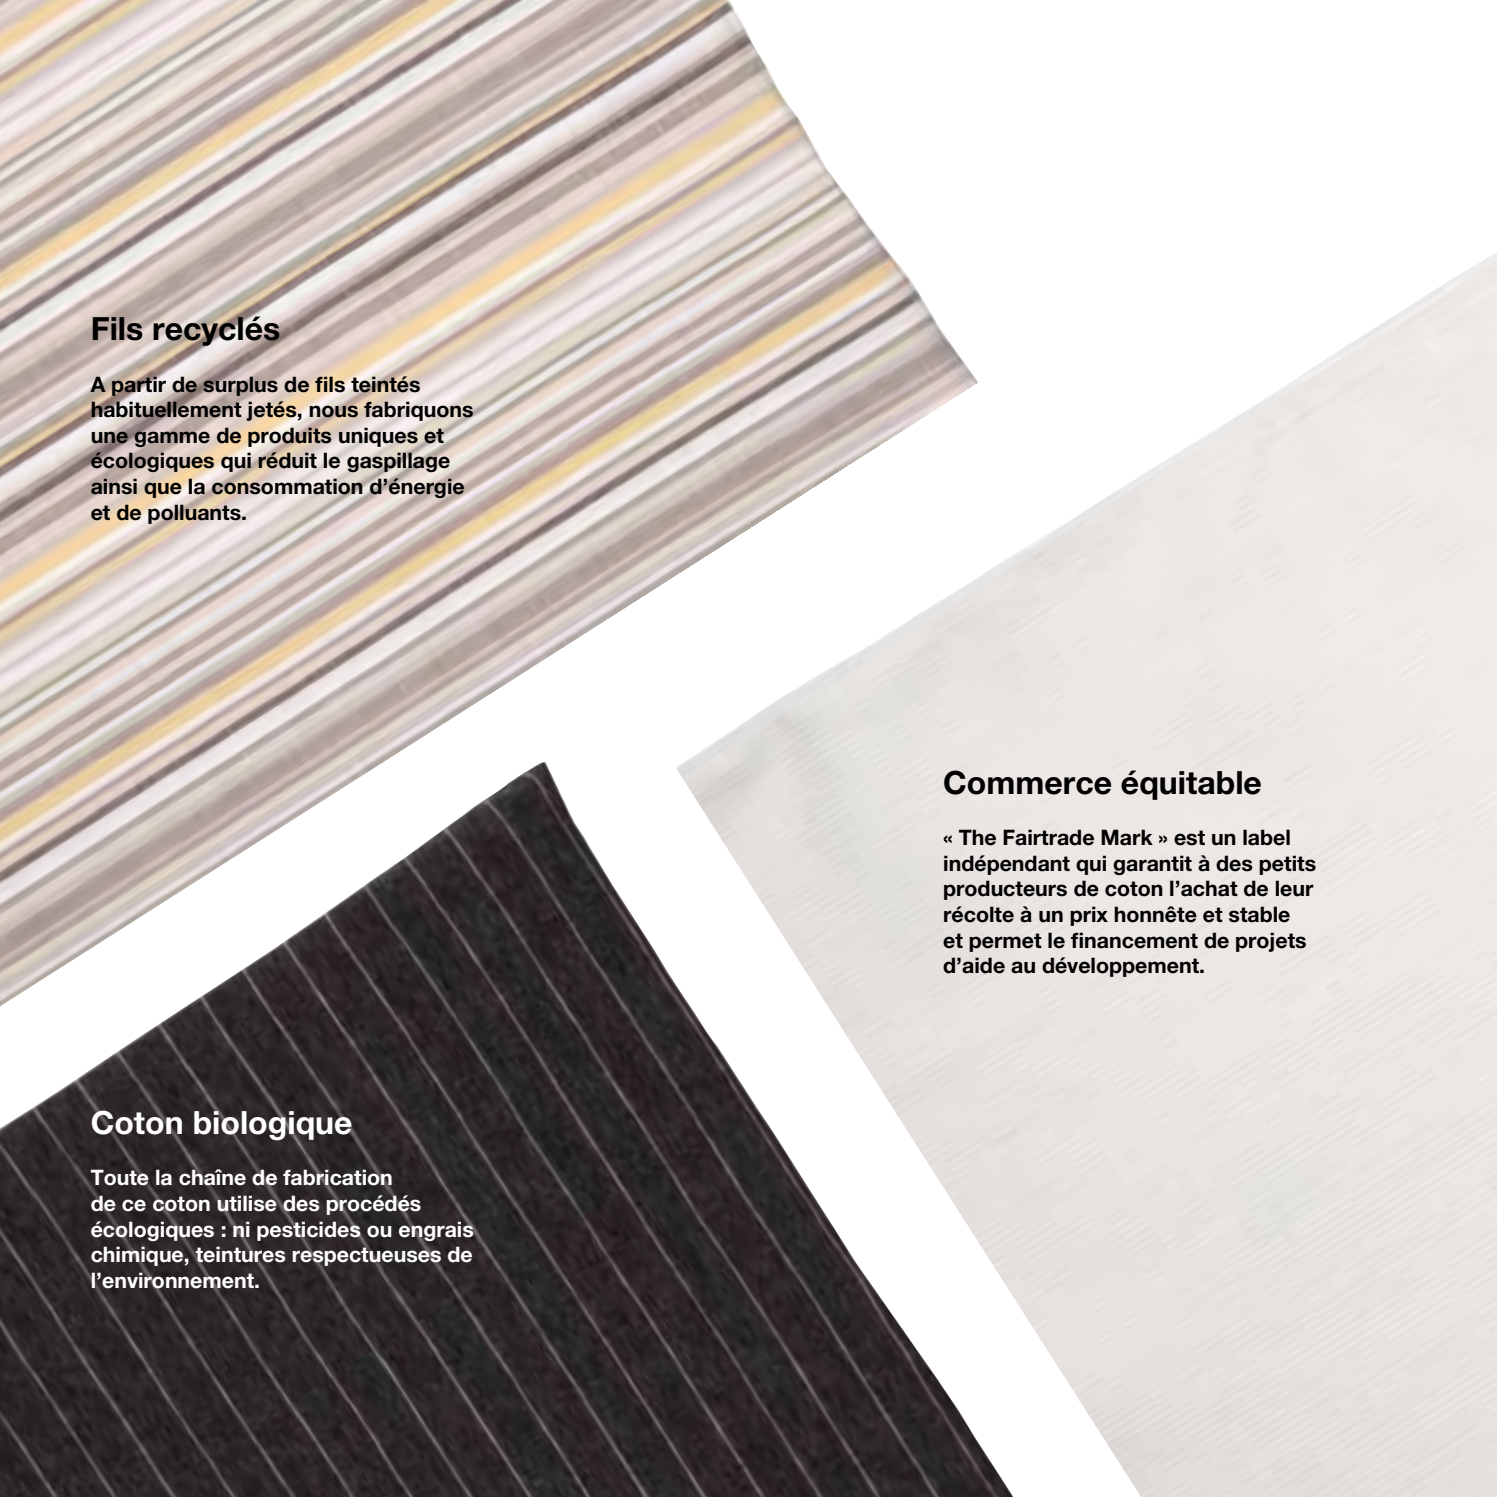 Fils recyclés
A partir de surplus de fils teintés
habituellement jetés, nous fabriquons
une gamme de produits uniques et
écologiques qui réduit le gaspillage
ainsi que la consommation d’énergie
et de polluants.
Commerce équitable
« The Fairtrade Mark » est un label
indépendant qui garantit à des petits
producteurs de coton l’achat de leur
récolte à un prix honnête et stable
et permet le financement de projets
d’aide au développement.
Coton biologique
Toute la chaîne de fabrication
de ce coton utilise des procédés
écologiques : ni pesticides ou engrais
chimique, teintures respectueuses de
l’environnement.